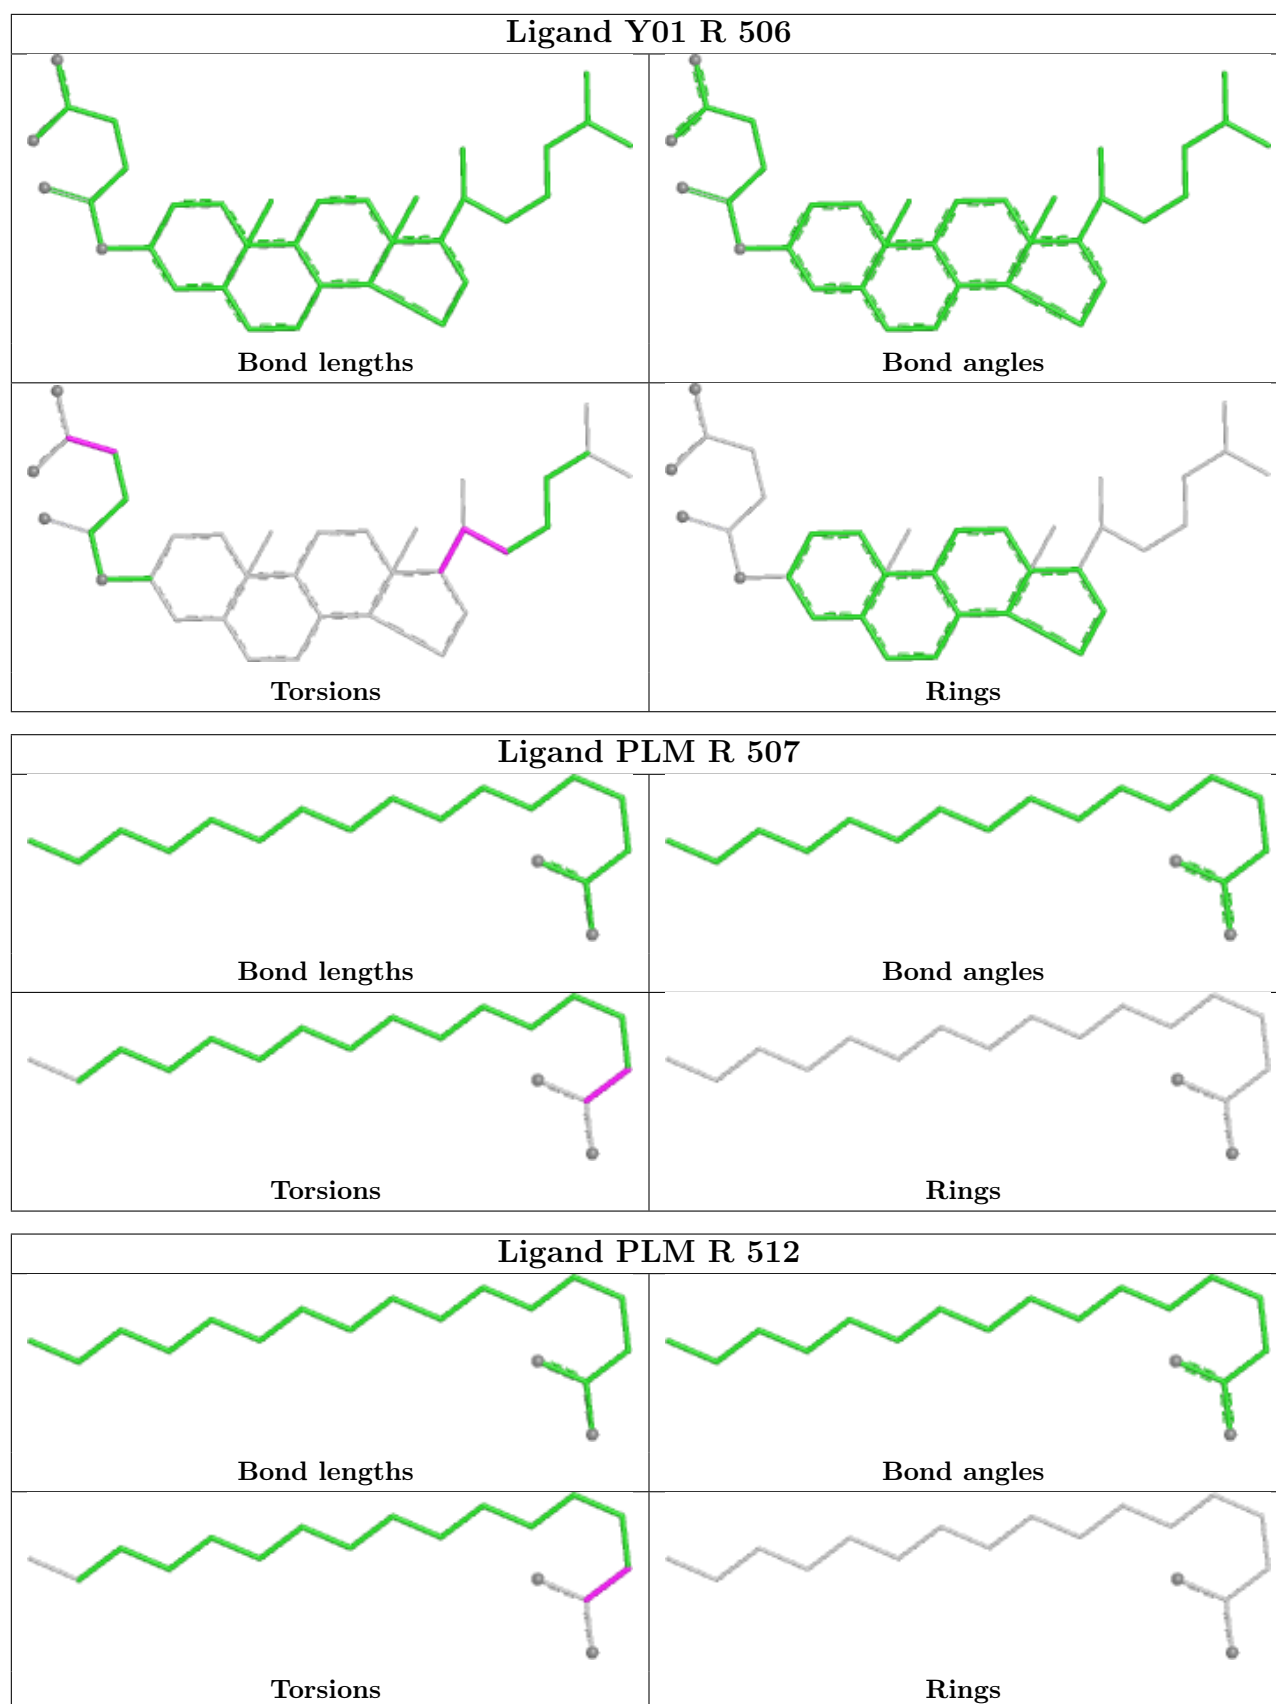 Ligand Y01 R 506
Bond lengths
Bond angles
Torsions
Rings
Ligand PLM R 507
Bond lengths
Bond angles
Torsions
Rings
Ligand PLM R 512
Bond lengths
Bond angles
Torsions
Rings